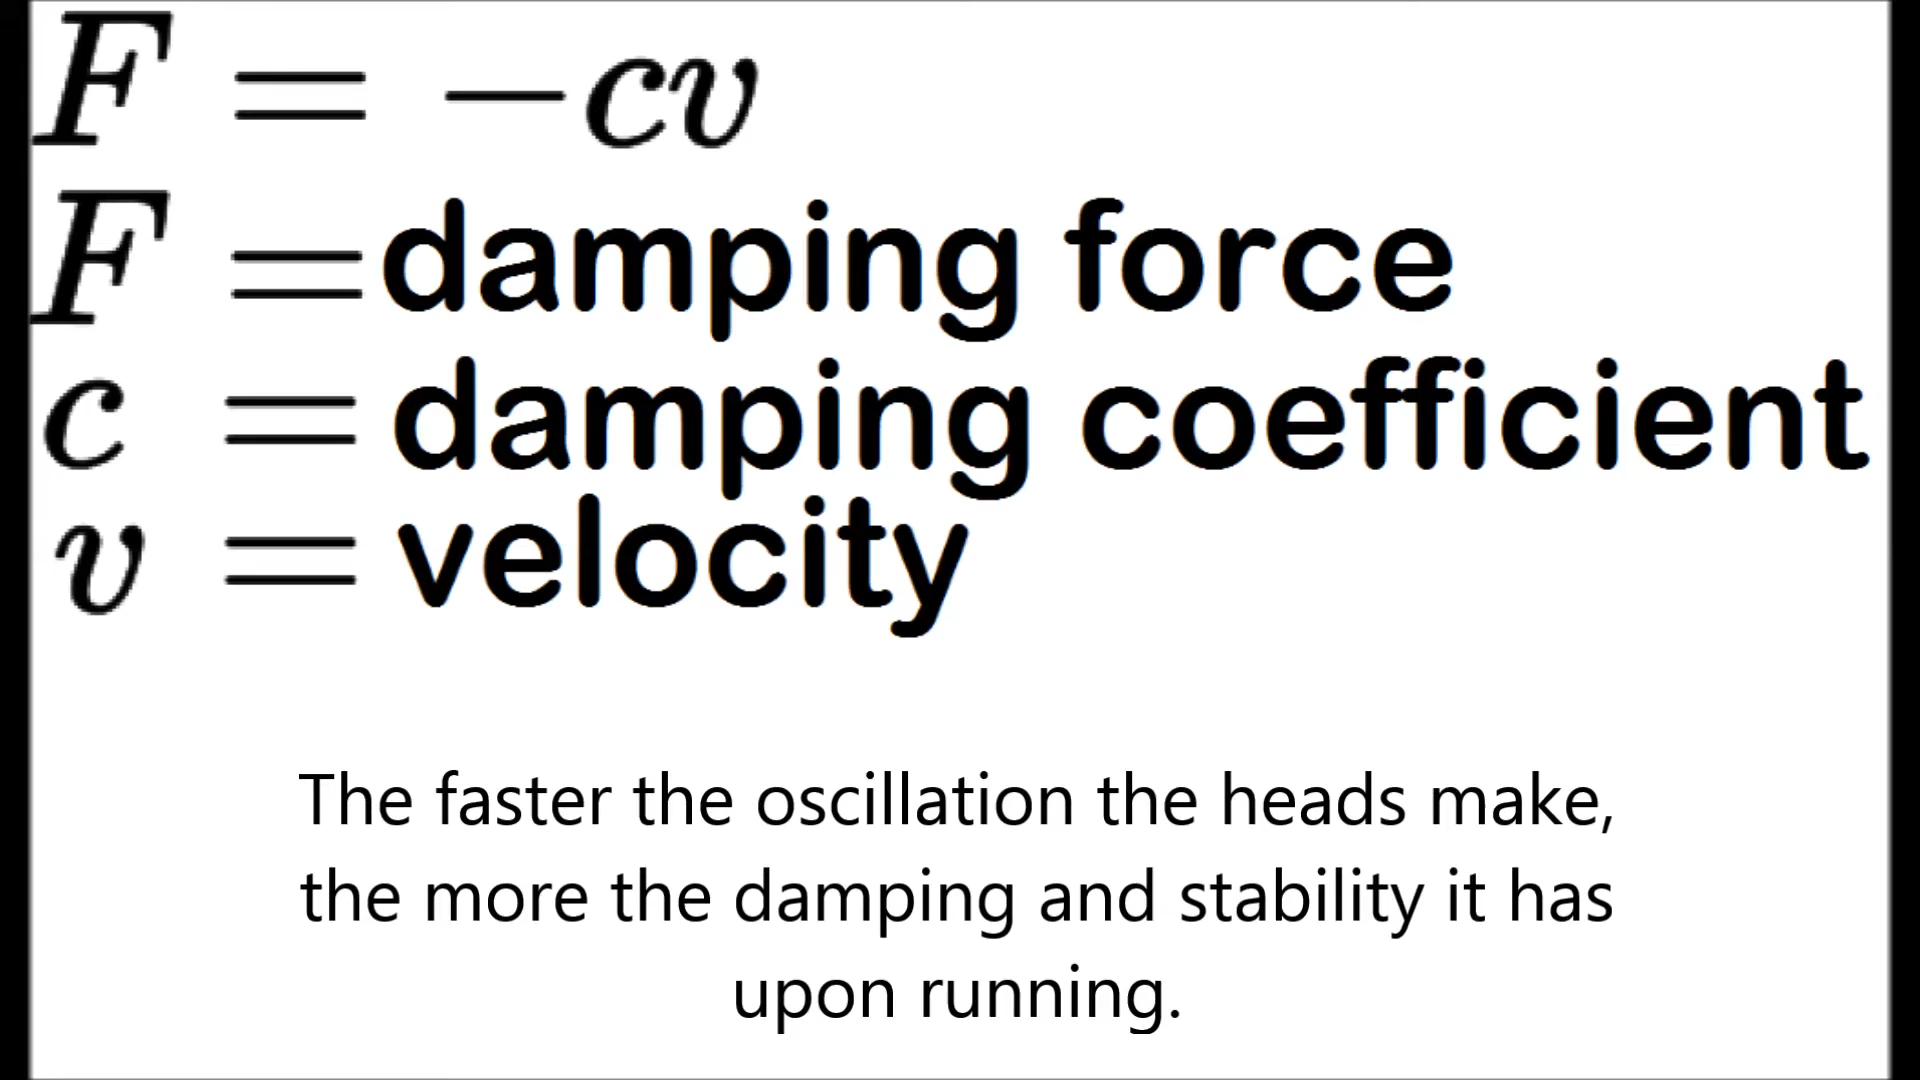 F = −cv
F = damping force
c = damping coefficient
v = velocity
The faster the oscillation the heads make,
the more the damping and stability it has
upon running.